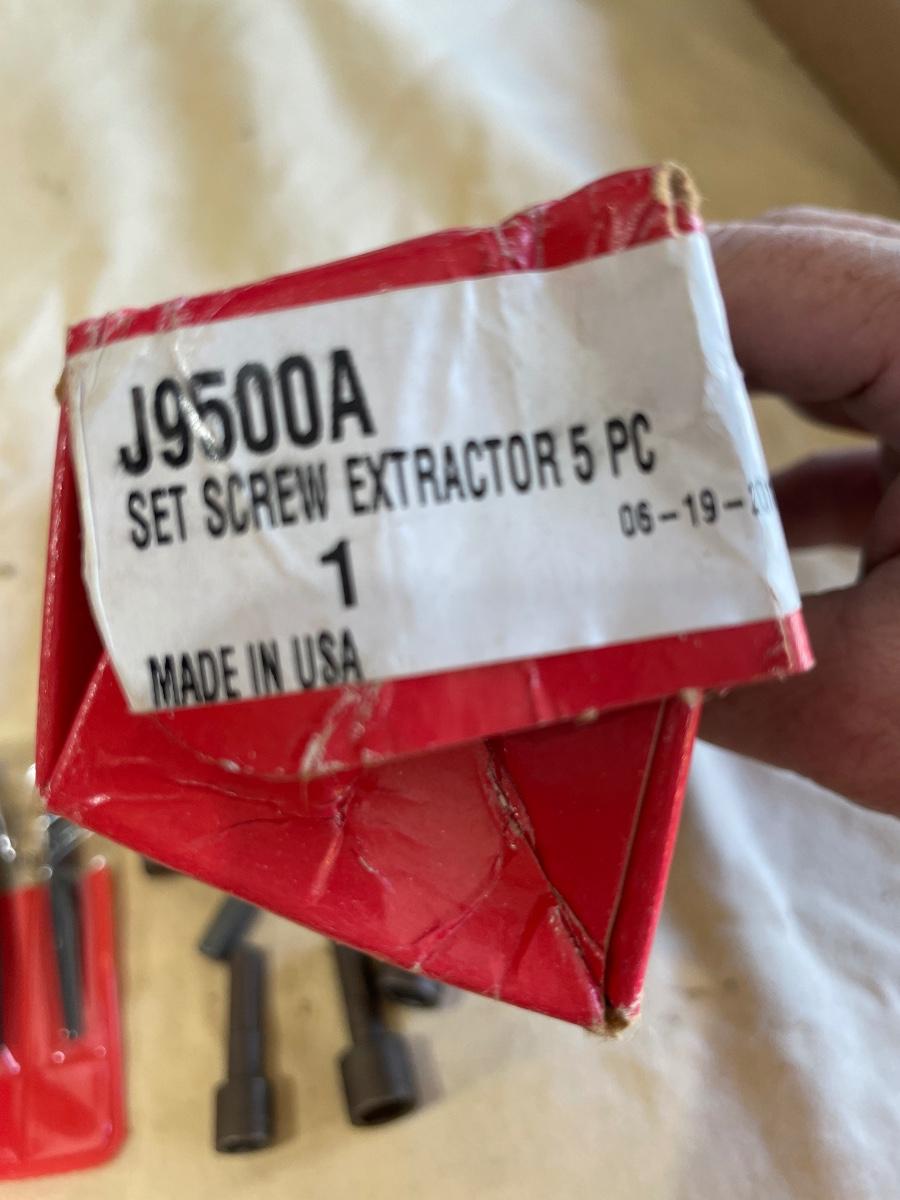 J9500A
SET SCREW EXTRACTOR 5 PC
06-19-
1
MADE IN USA